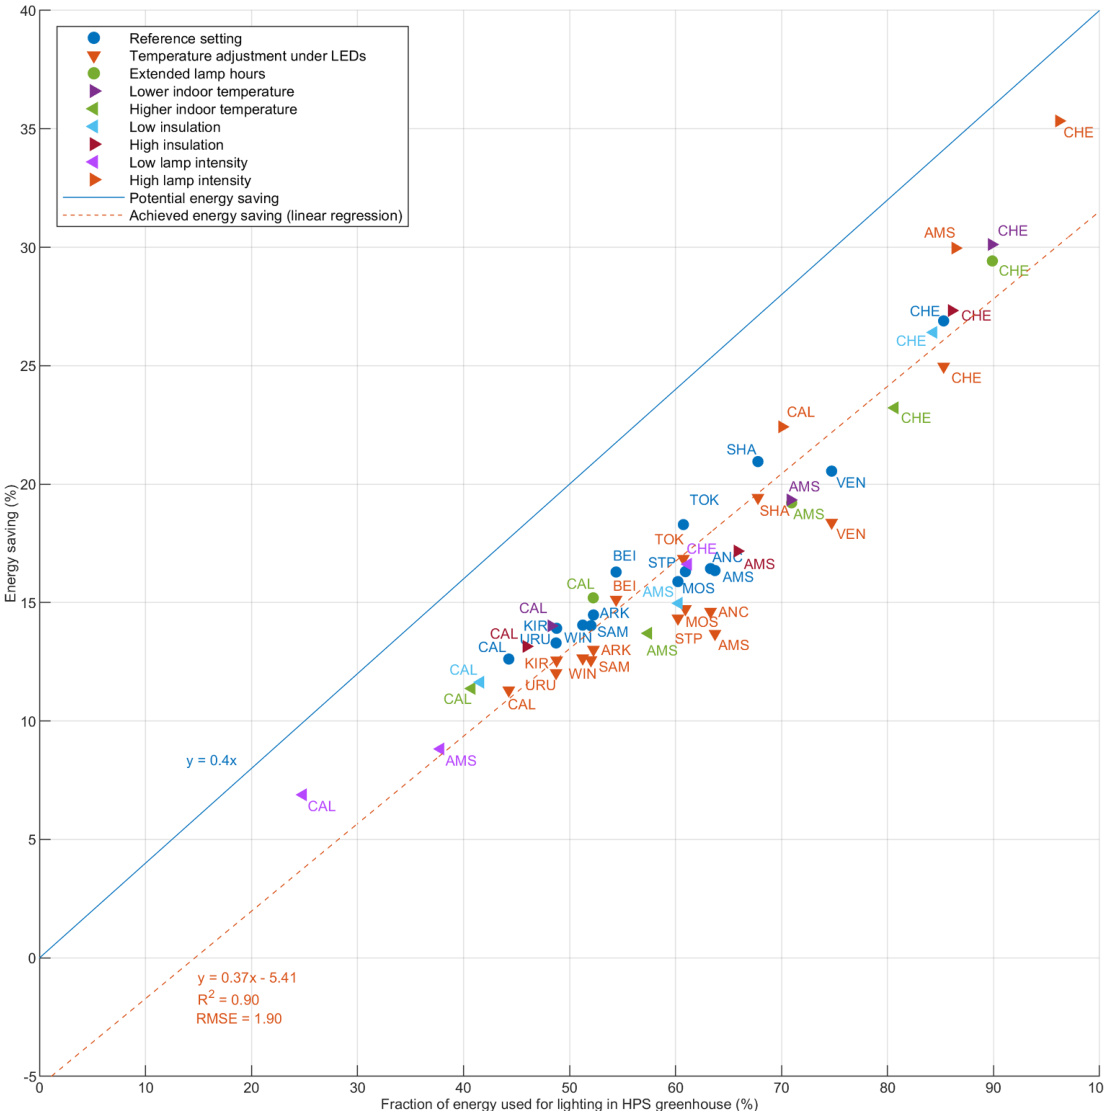 40
Reference setting
Temperature adjustment under LEDs
Extended lamp hours
Lower indoor temperature
Higher indoor temperature
Low insulation
High insulation
Low lamp intensity
High lamp intensity
Potential energy saving
Achieved energy saving (linear regression)
35
CHE
AMS
CHE
30
CHE
CHE
CHE
CHE
25
CHE
CAL
CHE
SHA
VEN
20
AMS
TOK
SHA
AMS
VEN
TOK
CHE
BEI
STP
ANC
AMS
AMS
CAL
BEI
AMS
MOS
15
CAL
ARK
ANC
KIR
SAM
MOS
CAL
URU
WIN
STP
AMS
CAL
ARK
AMS
KIR
SAM
CAL
WIN
URU
CAL
CAL
10
y = 0.4x
AMS
CAL
5
0
y = 0.37x - 5.41
R2 = 0.90
RMSE = 1.90
-5
0 10 20 30 40 50 60 70 80 90 100
Fraction of energy used for lighting in HPS greenhouse (%)
Energy saving (%)